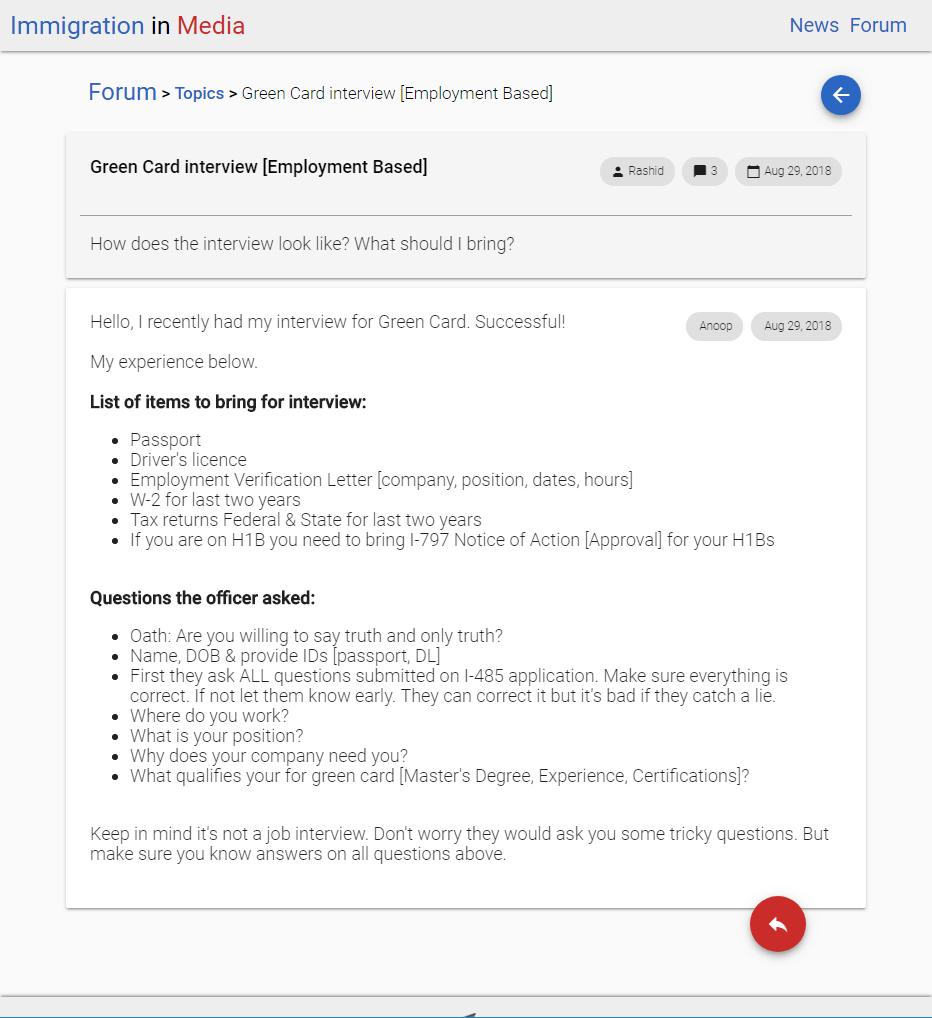 Immigration in Media
News Forum
Forum > Topics > Green Card interview [Employment Based]
Green Card interview [Employment Based]
Rashid
3
Aug 29, 2018
How does the interview look like? What should I bring?
Hello, I recently had my interview for Green Card. Successful!
Anoop
Aug 29, 2018
My experience below.
List of items to bring for interview:
Passport
Driver's licence
Employment Verification Letter [company, position, dates, hours]
W-2 for last two years
Tax returns Federal & State for last two years
If you are on H1B you need to bring I-797 Notice of Action [Approval] for your H1Bs
Questions the officer asked:
Oath: Are you willing to say truth and only truth?
Name, DOB & provide IDs [passport, DL]
First they ask ALL questions submitted on I-485 application. Make sure everything is
correct. If not let them know early. They can correct it but it's bad if they catch a lie.
Where do you work?
What is your position?
Why does your company need you?
What qualifies your for green card [Master's Degree, Experience, Certifications]?
Keep in mind it's not a job interview. Don't worry they would ask you some tricky questions. But
make sure you know answers on all questions above.